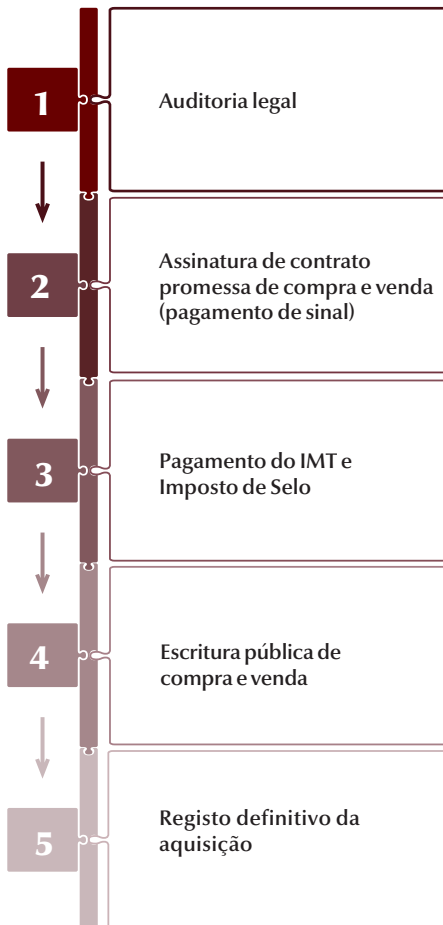 1
Auditoria legal
2
Assinatura de contrato
promessa de compra e venda
(pagamento de sinal)
3
Pagamento do IMT e
Imposto de Selo
4
Escritura pública de
compra e venda
5
Registo definitivo da
aquisição